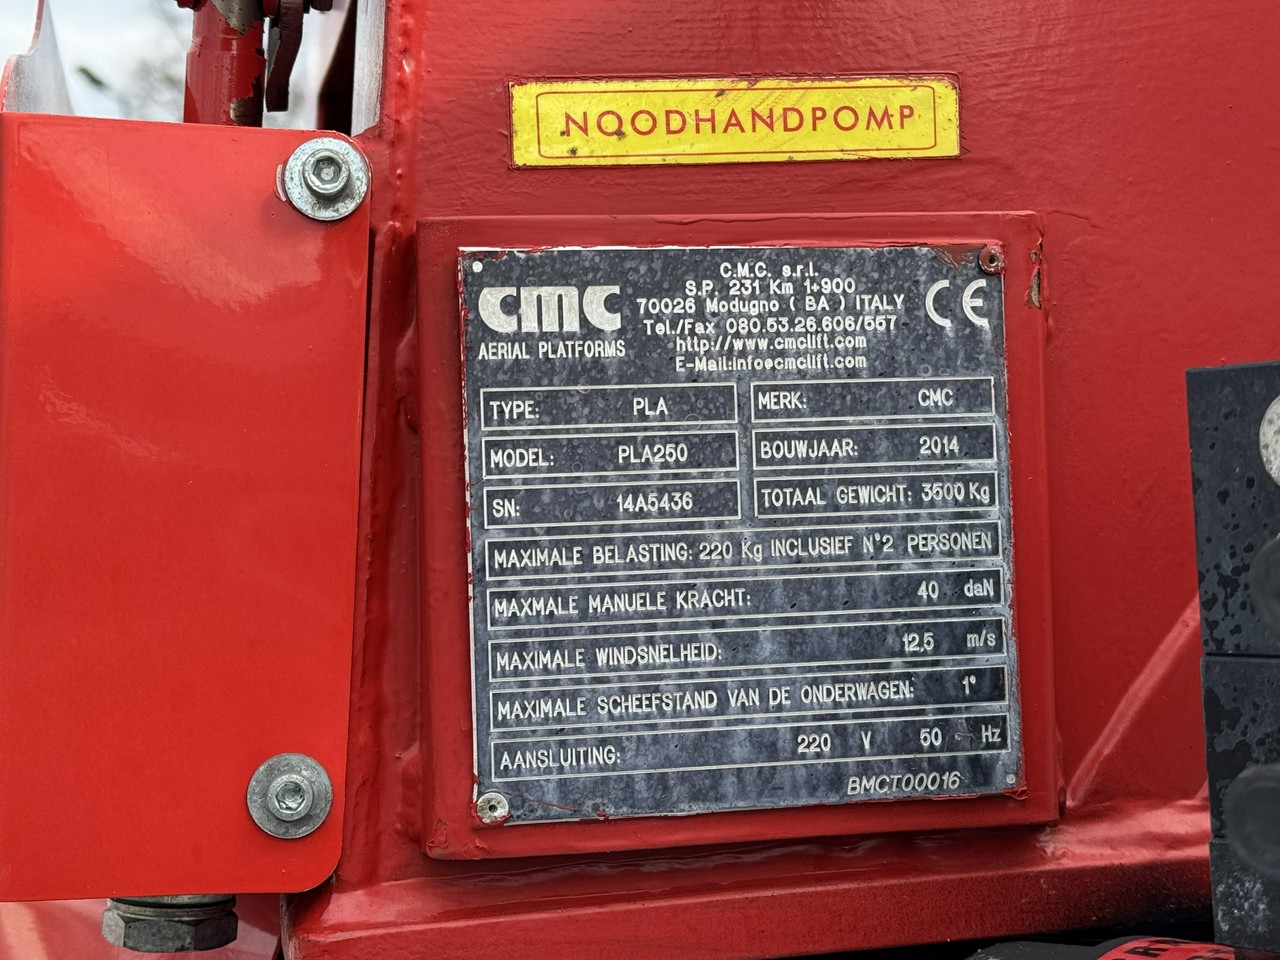 NOODHANDPOMP
C.M.C. s.r.l.
S.P. 231 Km 1+900
70026 Modugno ( BA ) ITALY
Tel./Fax 080.53.26.606/557
http://www.cmclift.com
E-Mail:info@cmclift.com
CMC
AERIAL PLATFORMS
CE
TYPE: PLA
MERK: CMC
MODEL: PLA250
BOUWJAAR: 2014
SN: 14A5436
TOTAAL GEWICHT: 3500 Kg
MAXIMALE BELASTING: 220 Kg INCLUSIEF N°2 PERSONEN
MAXMALE MANUELE KRACHT: 40 daN
MAXIMALE WINDSNELHEID: 12,5 m/s
MAXIMALE SCHEEFSTAND VAN DE ONDERWAGEN: 1°
AANSLUITING: 220 V 50 Hz
BMCT00016